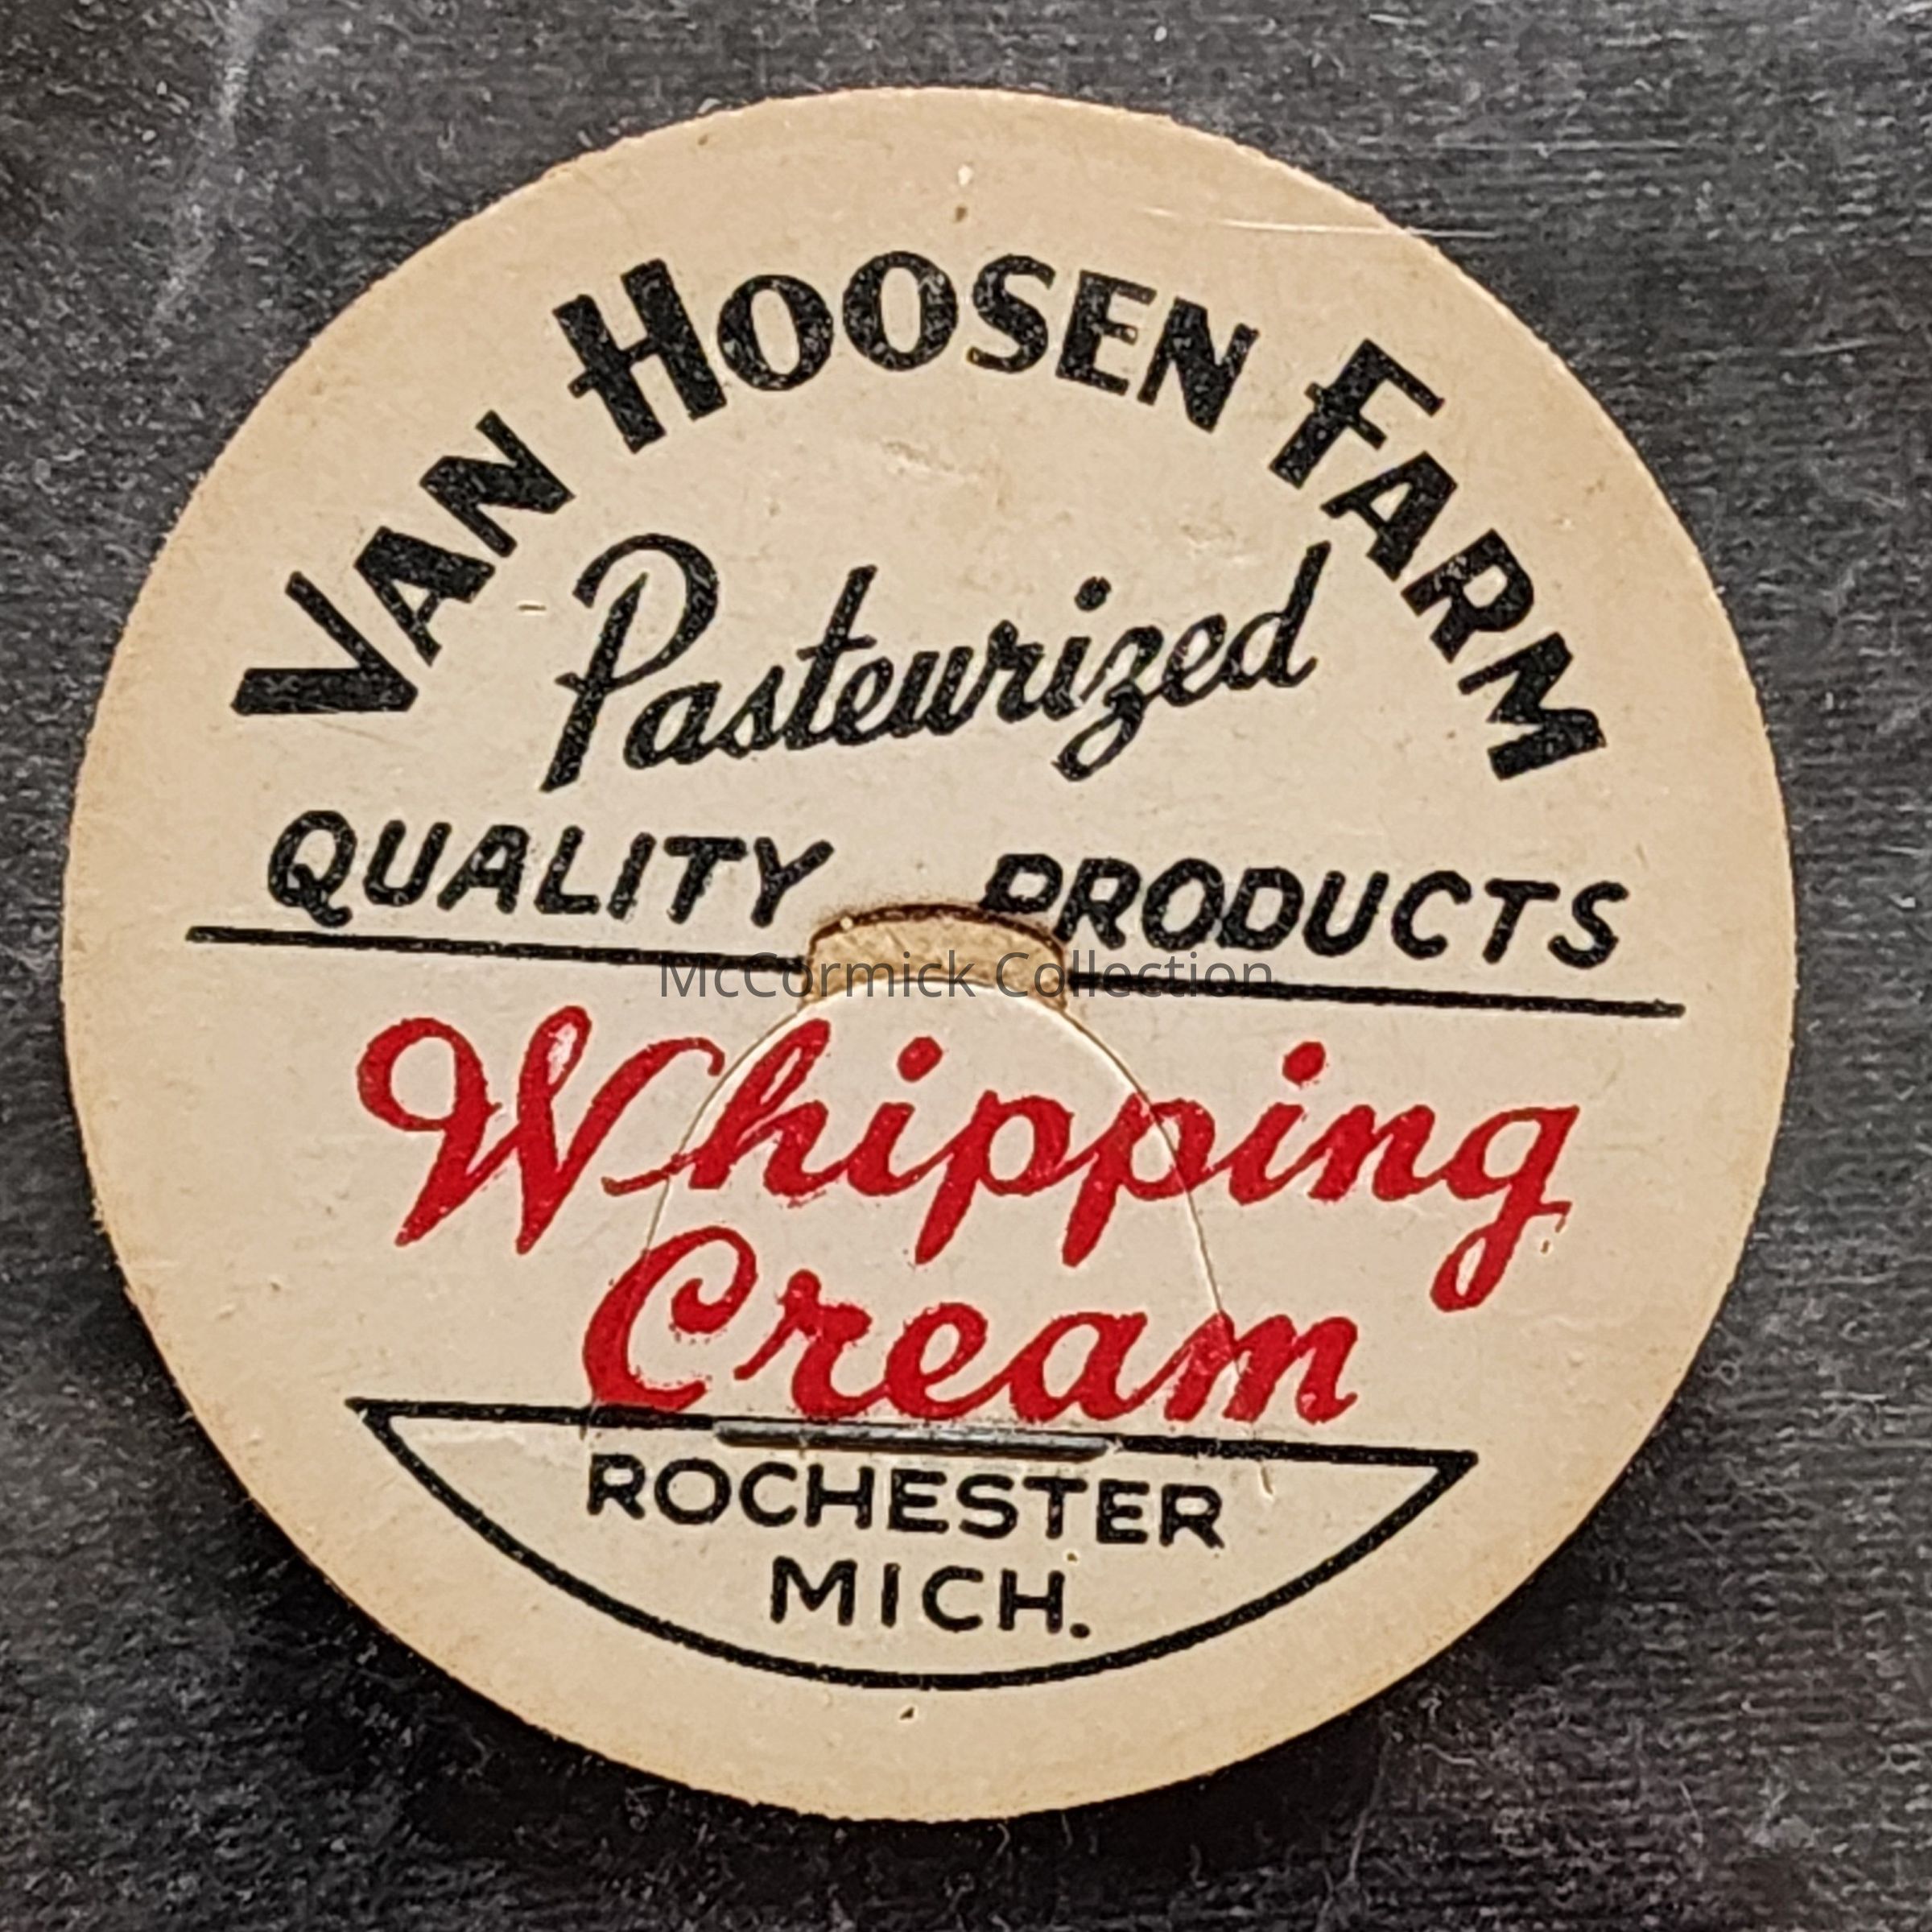 VAN HOOSEN FARM
Pasteurized
QUALITY PRODUCTS
McCormick Collection
Whipping
Cream
ROCHESTER
MICH.